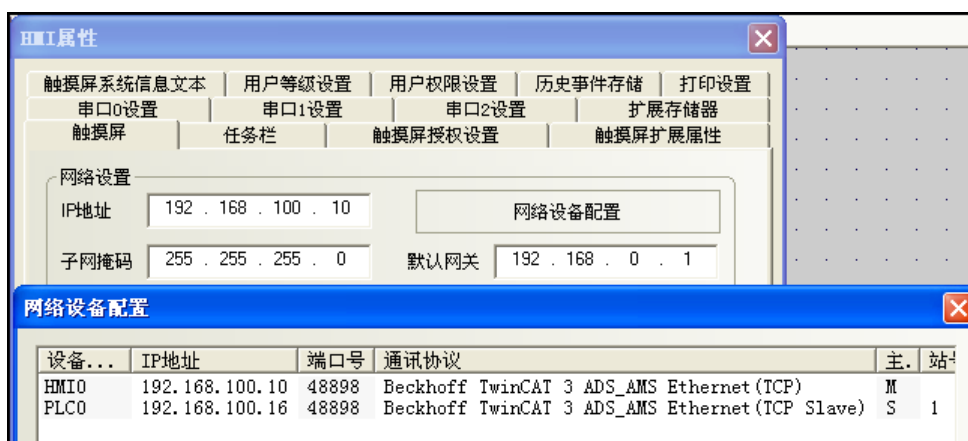 HMI属性
触摸屏系统信息文本 用户等级设置 用户权限设置 历史事件存储 打印设置
串口0设置 串口1设置 串口2设置 扩展存储器
触摸屏 任务栏 触摸屏授权设置 触摸屏扩展属性
网络设置
IP地址 192 . 168 . 100 . 10 网络设备配置
子网掩码 255 . 255 . 255 . 0 默认网关 192 . 168 . 0 . 1
网络设备配置
设备... IP地址 端口号 通讯协议 主. 站号
HMI0 192.168.100.10 48898 Beckhoff TwinCAT 3 ADS_AMS Ethernet(TCP) M
PLC0 192.168.100.16 48898 Beckhoff TwinCAT 3 ADS_AMS Ethernet(TCP Slave) S 1